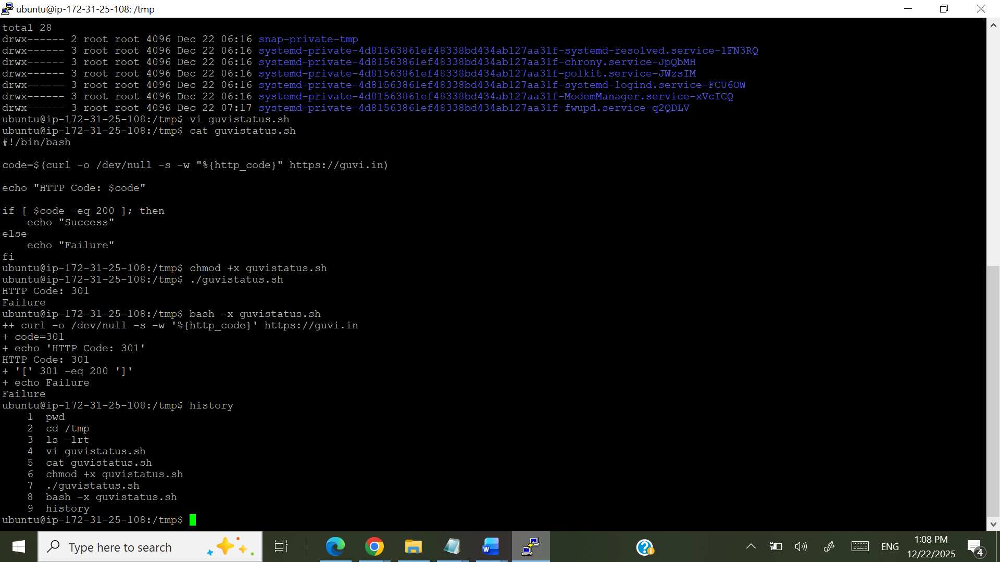 ubuntu@ip-172-31-25-108: /tmp
total 28
drwx------ 2 root root 4096 Dec 22 06:16 snap-private-tmp
drwx------ 3 root root 4096 Dec 22 06:16 systemd-private-4d81563861ef48338bd434ab127aa31f-systemd-resolved.service-1FN3RQ
drwx------ 3 root root 4096 Dec 22 06:16 systemd-private-4d81563861ef48338bd434ab127aa31f-chrony.service-JpQbMH
drwx------ 3 root root 4096 Dec 22 06:16 systemd-private-4d81563861ef48338bd434ab127aa31f-polkit.service-JWzsIM
drwx------ 3 root root 4096 Dec 22 06:16 systemd-private-4d81563861ef48338bd434ab127aa31f-systemd-logind.service-FCU6OW
drwx------ 3 root root 4096 Dec 22 06:16 systemd-private-4d81563861ef48338bd434ab127aa31f-ModemManager.service-xVcICQ
drwx------ 3 root root 4096 Dec 22 07:17 systemd-private-4d81563861ef48338bd434ab127aa31f-fwupd.service-q2QDLV
ubuntu@ip-172-31-25-108:/tmp$ vi guvistatus.sh
ubuntu@ip-172-31-25-108:/tmp$ cat guvistatus.sh
#!/bin/bash
code=$(curl -o /dev/null -s -w "%{http_code}" https://guvi.in)
echo "HTTP Code: $code"
if [ $code -eq 200 ]; then
    echo "Success"
else
    echo "Failure"
fi
ubuntu@ip-172-31-25-108:/tmp$ chmod +x guvistatus.sh
ubuntu@ip-172-31-25-108:/tmp$ ./guvistatus.sh
HTTP Code: 301
Failure
ubuntu@ip-172-31-25-108:/tmp$ bash -x guvistatus.sh
++ curl -o /dev/null -s -w '%{http_code}' https://guvi.in
+ code=301
+ echo 'HTTP Code: 301'
HTTP Code: 301
+ '[' 301 -eq 200 ']'
+ echo Failure
Failure
ubuntu@ip-172-31-25-108:/tmp$ history
    1  pwd
    2  cd /tmp
    3  ls -lrt
    4  vi guvistatus.sh
    5  cat guvistatus.sh
    6  chmod +x guvistatus.sh
    7  ./guvistatus.sh
    8  bash -x guvistatus.sh
    9  history
ubuntu@ip-172-31-25-108:/tmp$
Type here to search
W
ENG
1:08 PM
12/22/2025
4